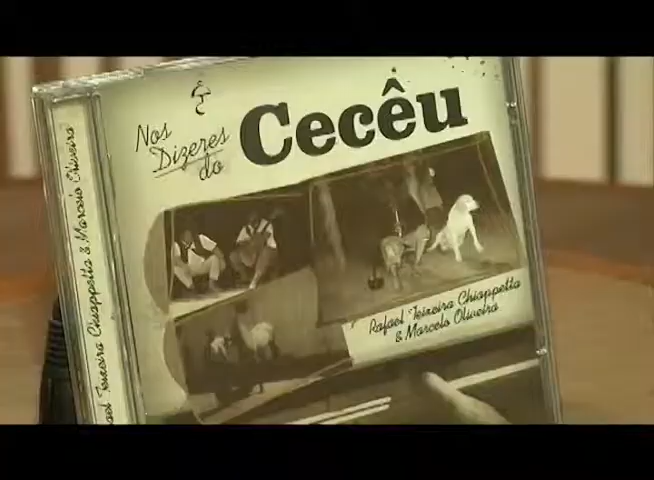 Nos
Dizeres
do
Cecêu
Rafael Teixeira Chiappetta
& Marcelo Oliveira
Rafael Teixeira Chiappetta & Marcelo Oliveira